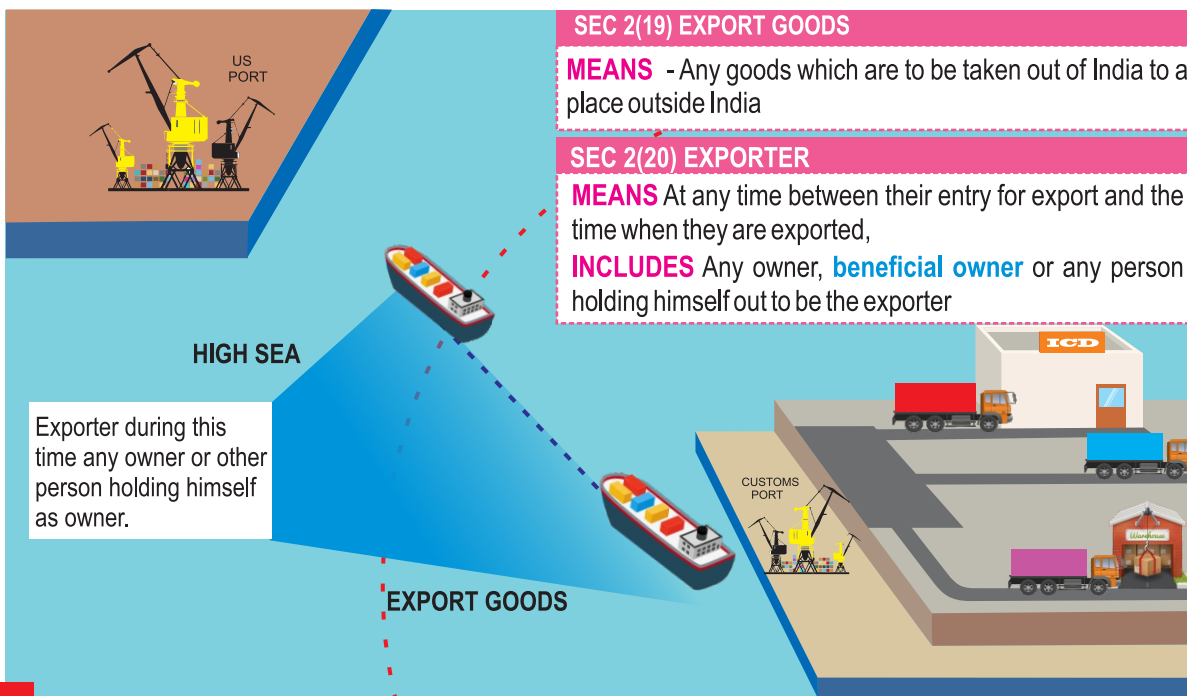 US
PORT
SEC 2(19) EXPORT GOODS
MEANS - Any goods which are to be taken out of India to a
place outside India
SEC 2(20) EXPORTER
MEANS At any time between their entry for export and the
time when they are exported,
INCLUDES Any owner, beneficial owner or any person
holding himself out to be the exporter
HIGH SEA
ICD
Exporter during this
time any owner or other
person holding himself
as owner.
CUSTOMS
PORT
Warehouse
EXPORT GOODS